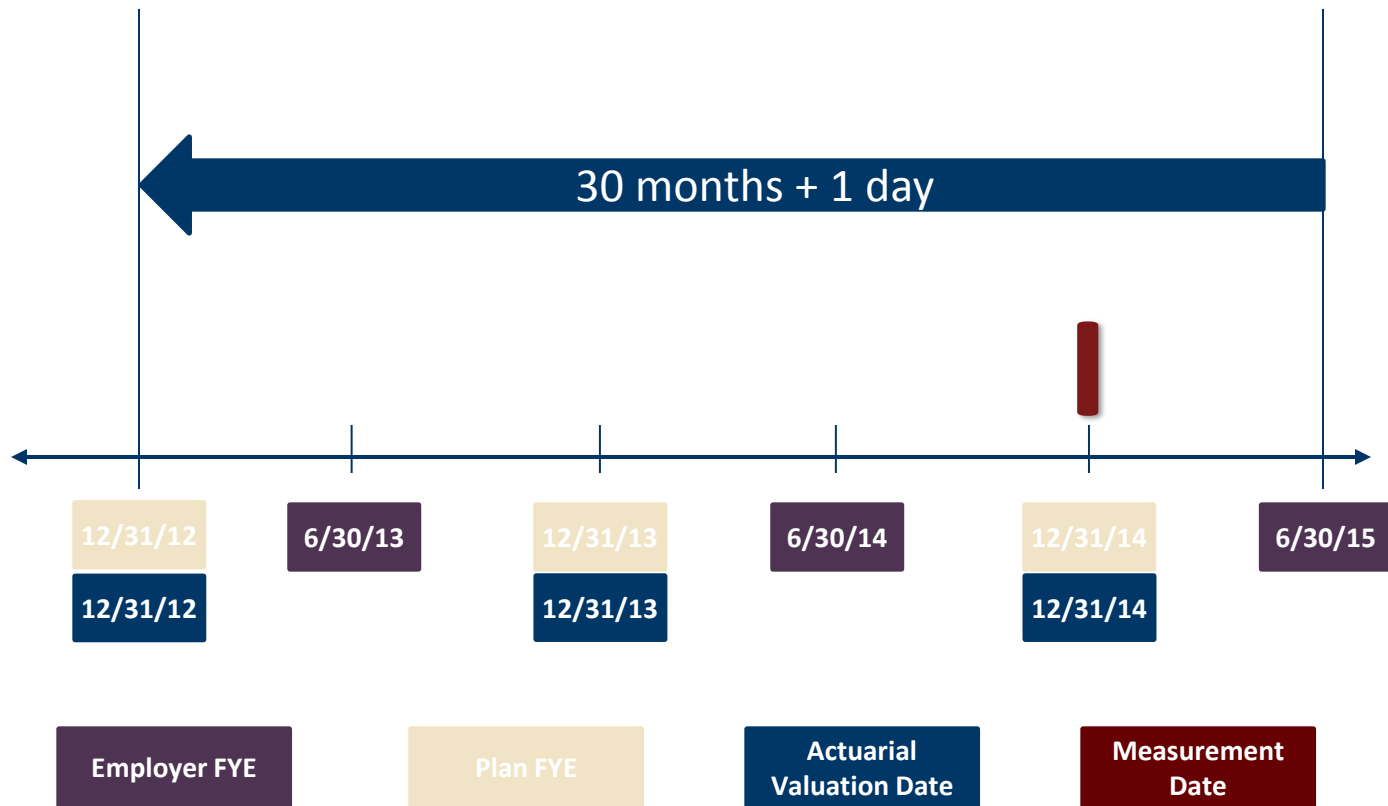 30 months + 1 day
12/31/12
6/30/13
12/31/13
6/30/14
12/31/14
6/30/15
12/31/12
12/31/13
12/31/14
Employer FYE
Plan FYE
Actuarial
Valuation Date
Measurement
Date